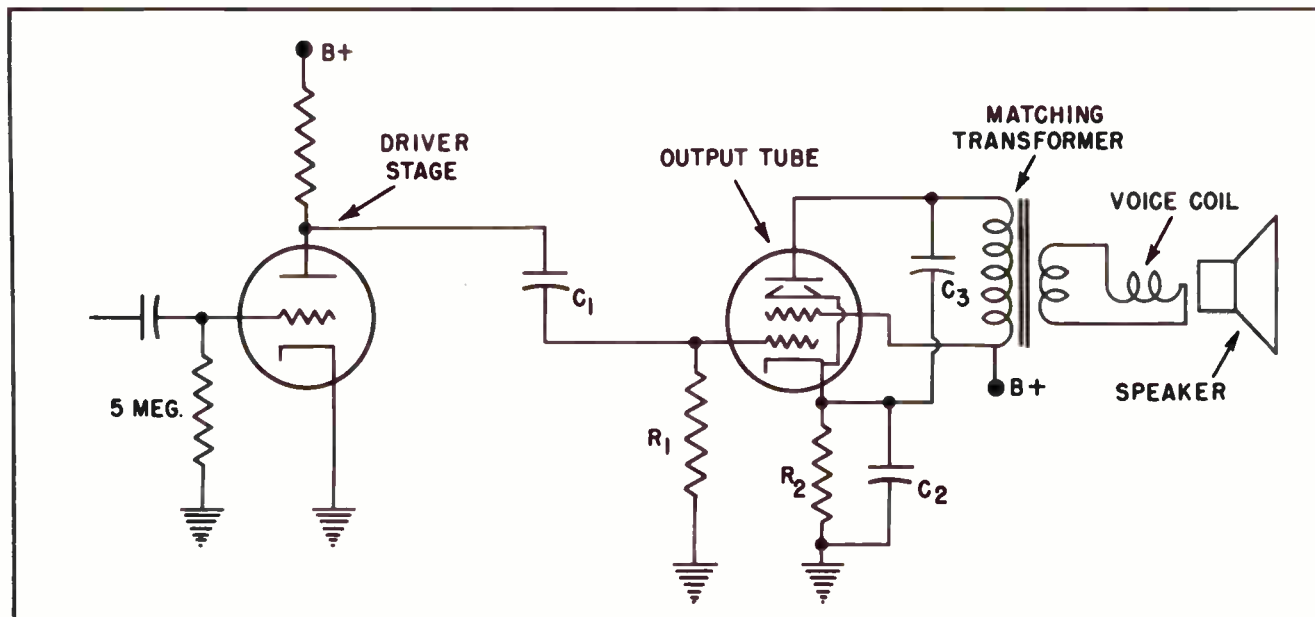 B+
DRIVER
STAGE
OUTPUT TUBE
MATCHING
TRANSFORMER
VOICE COIL
C1
C3
5 MEG.
R1
R2
C2
B+
SPEAKER